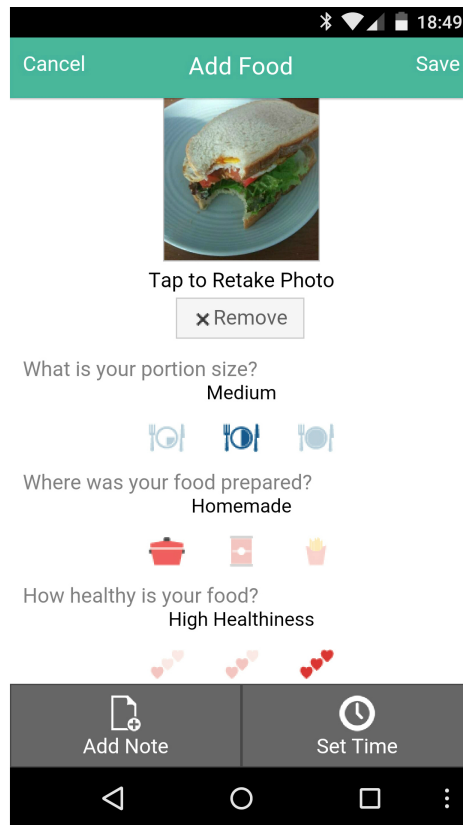 18:49
Cancel
Add Food
Save
Tap to Retake Photo
Remove
What is your portion size?
Medium
Where was your food prepared?
Homemade
How healthy is your food?
High Healthiness
Add Note
Set Time